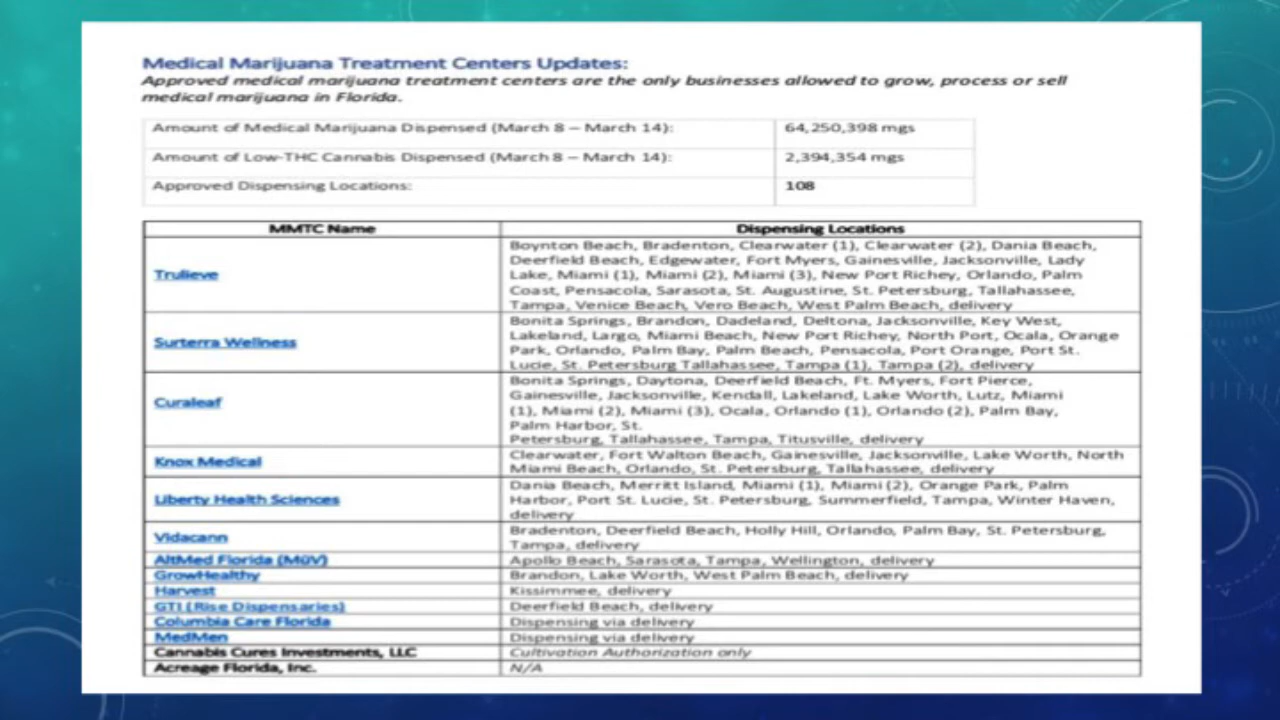 Medical Marijuana Treatment Centers Updates:
Approved medical marijuana treatment centers are the only businesses allowed to grow, process or sell
medical marijuana in Florida.
Amount of Medical Marijuana Dispensed (March 8 – March 14): 64,250,398 mgs
Amount of Low-THC Cannabis Dispensed (March 8 – March 14): 2,394,354 mgs
Approved Dispensing Locations: 108
MMTC Name Dispensing Locations
Trulieve
Boynton Beach, Bradenton, Clearwater (1), Clearwater (2), Dania Beach,
Deerfield Beach, Edgewater, Fort Myers, Gainesville, Jacksonville, Lady
Lake, Miami (1), Miami (2), Miami (3), New Port Richey, Orlando, Palm
Coast, Pensacola, Sarasota, St. Augustine, St. Petersburg, Tallahassee,
Tampa, Venice Beach, Vero Beach, West Palm Beach, delivery
Surterra Wellness
Bonita Springs, Brandon, Dadeland, Deltona, Jacksonville, Key West,
Lakeland, Largo, Miami Beach, New Port Richey, North Port, Ocala, Orange
Park, Orlando, Palm Bay, Palm Beach, Pensacola, Port Orange, Port St.
Lucie, St. Petersburg Tallahassee, Tampa (1), Tampa (2), delivery
Curaleaf
Bonita Springs, Daytona, Deerfield Beach, Ft. Myers, Fort Pierce,
Gainesville, Jacksonville, Kendall, Lakeland, Lake Worth, Lutz, Miami
(1), Miami (2), Miami (3), Ocala, Orlando (1), Orlando (2), Palm Bay,
Palm Harbor, St.
Petersburg, Tallahassee, Tampa, Titusville, delivery
Knox Medical
Clearwater, Fort Walton Beach, Gainesville, Jacksonville, Lake Worth, North
Miami Beach, Orlando, St. Petersburg, Tallahassee, delivery
Liberty Health Sciences
Dania Beach, Merritt Island, Miami (1), Miami (2), Orange Park, Palm
Harbor, Port St. Lucie, St. Petersburg, Summerfield, Tampa, Winter Haven,
delivery
Vidacann
Bradenton, Deerfield Beach, Holly Hill, Orlando, Palm Bay, St. Petersburg,
Tampa, delivery
AltMed Florida (MüV) Apollo Beach, Sarasota, Tampa, Wellington, delivery
GrowHealthy Brandon, Lake Worth, West Palm Beach, delivery
Harvest Kissimmee, delivery
GTI (Rise Dispensaries) Deerfield Beach, delivery
Columbia Care Florida Dispensing via delivery
MedMen Dispensing via delivery
Cannabis Cures Investments, LLC Cultivation Authorization only
Acreage Florida, Inc. N/A